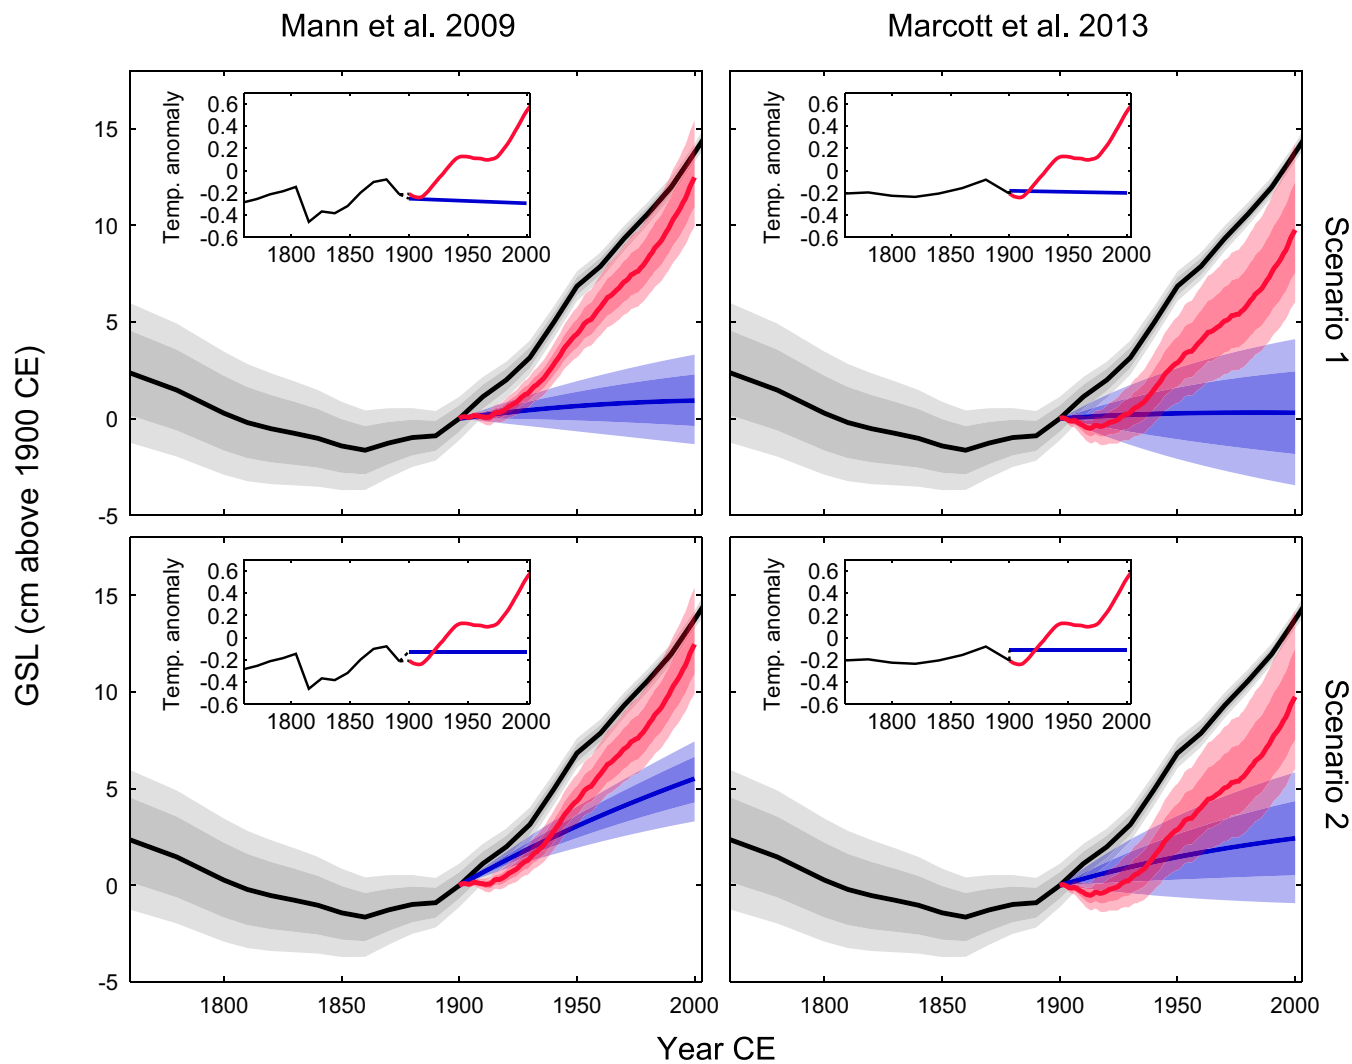 Mann et al. 2009
Marcott et al. 2013
GSL (cm above 1900 CE)
15
10
5
0
-5
Temp. anomaly
0.6
0.4
0.2
0
-0.2
-0.4
-0.6
1800 1850 1900 1950 2000
Temp. anomaly
0.6
0.4
0.2
0
-0.2
-0.4
-0.6
1800 1850 1900 1950 2000
Scenario 1
15
10
5
0
-5
Temp. anomaly
0.6
0.4
0.2
0
-0.2
-0.4
-0.6
1800 1850 1900 1950 2000
Temp. anomaly
0.6
0.4
0.2
0
-0.2
-0.4
-0.6
1800 1850 1900 1950 2000
Scenario 2
1800 1850 1900 1950 2000
1800 1850 1900 1950 2000
Year CE